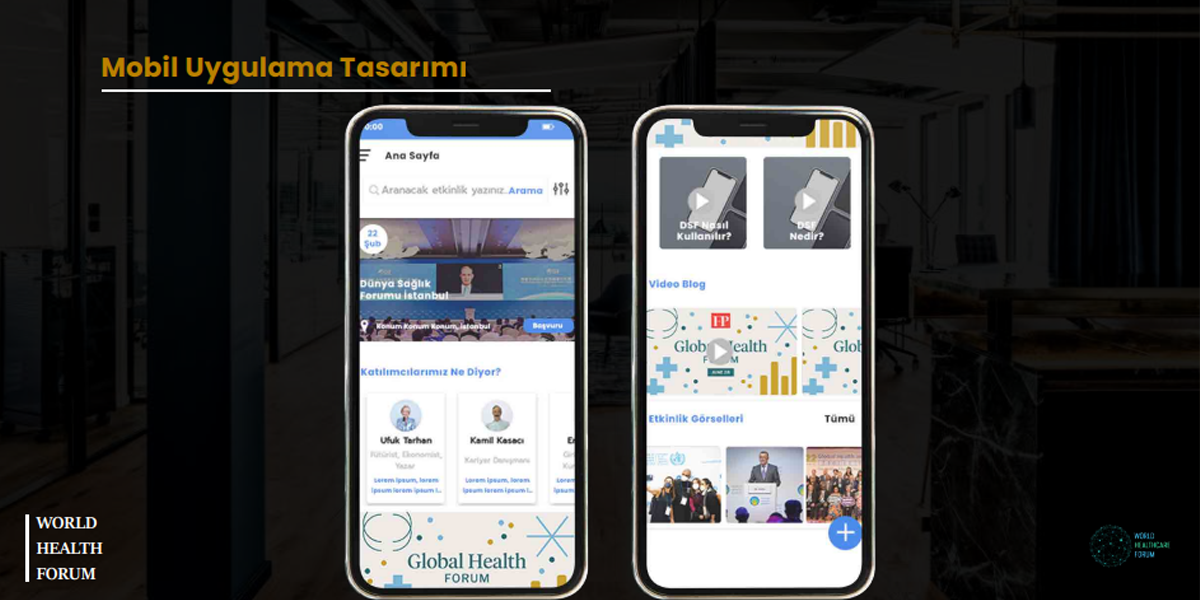 Mobil Uygulama Tasarımı
0:00
Ana Sayfa
Aranacak etkinlik yazınız..
Arama
22
Şub
Dünya Sağlık
Forumu İstanbul
Konum Konum Konum, İstanbul
Başvuru
Katılımcılarımız Ne Diyor?
Ufuk Tarhan
Fütürist, Ekonomist,
Yazar
Lorem ipsum, lorem
ipsum lorem ipsum l..
Kamil Kasacı
Kariyer Danışmanı
Lorem ipsum, lorem
ipsum lorem ipsum l..
Global Health
FORUM
DSF Nasıl
Kullanılır?
DSF
Nedir?
Video Blog
FP
Global Health
FORUM
Glob
Etkinlik Görselleri
Tümü
WORLD
HEALTH
FORUM
WORLD
HEALTHCARE
FORUM